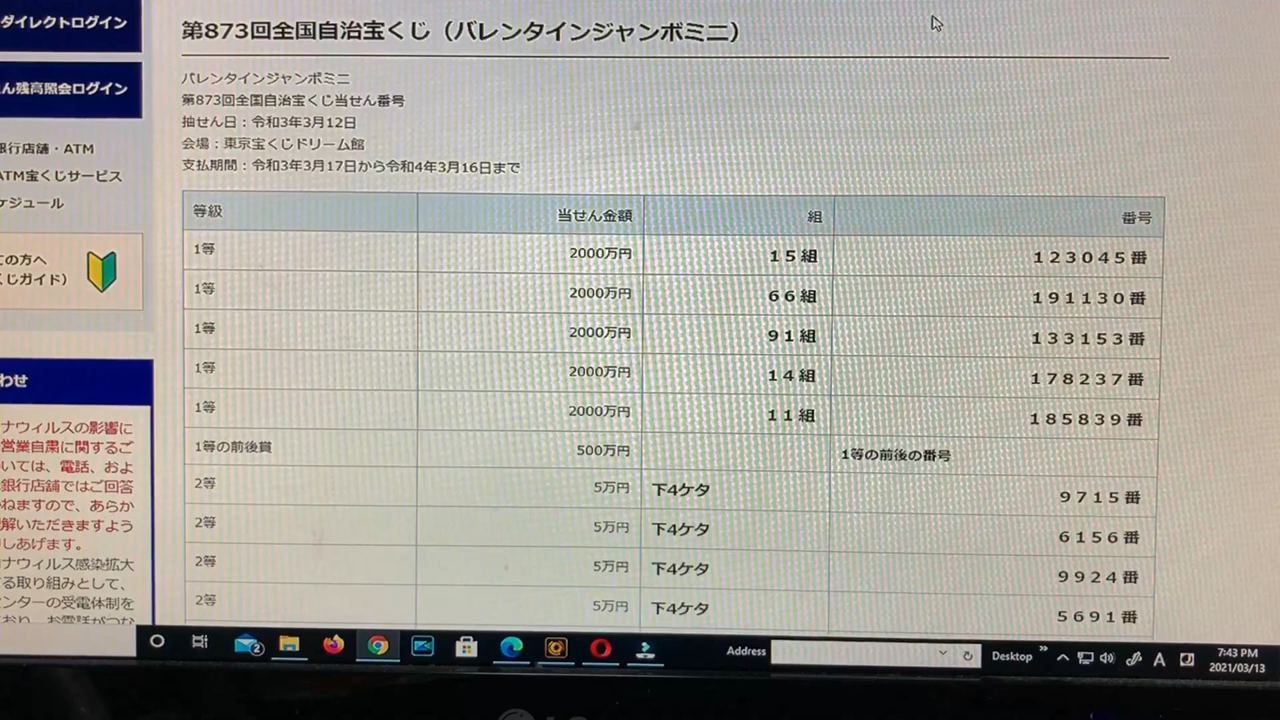 ダイレクトログイン
ん残高照会ログイン
銀行店舗・ATM
ATM宝くじサービス
ケジュール
ての方へ
くじガイド）
わせ
ナウィルスの影響に
営業自粛に関するご
いては、電話、およ
銀行店舗ではご回答
ねますので、あらか
解いただきますよう
しあげます。
ナウィルス感染拡大
る取り組みとして、
ンターの受電体制を
おり、お電話がつな
第873回全国自治宝くじ（バレンタインジャンボミニ）
バレンタインジャンボミニ
第873回全国自治宝くじ当せん番号
抽せん日：令和3年3月12日
会場：東京宝くじドリーム館
支払期間：令和3年3月17日から令和4年3月16日まで
等級 当せん金額 組 番号
1等 2000万円 15組 123045番
1等 2000万円 66組 191130番
1等 2000万円 91組 133153番
1等 2000万円 14組 178237番
1等 2000万円 11組 185839番
1等の前後賞 500万円 1等の前後の番号
2等 5万円 下4ケタ 9715番
2等 5万円 下4ケタ 6156番
2等 5万円 下4ケタ 9924番
2等 5万円 下4ケタ 5691番
2 Address Desktop A 7:43 PM
2021/03/13